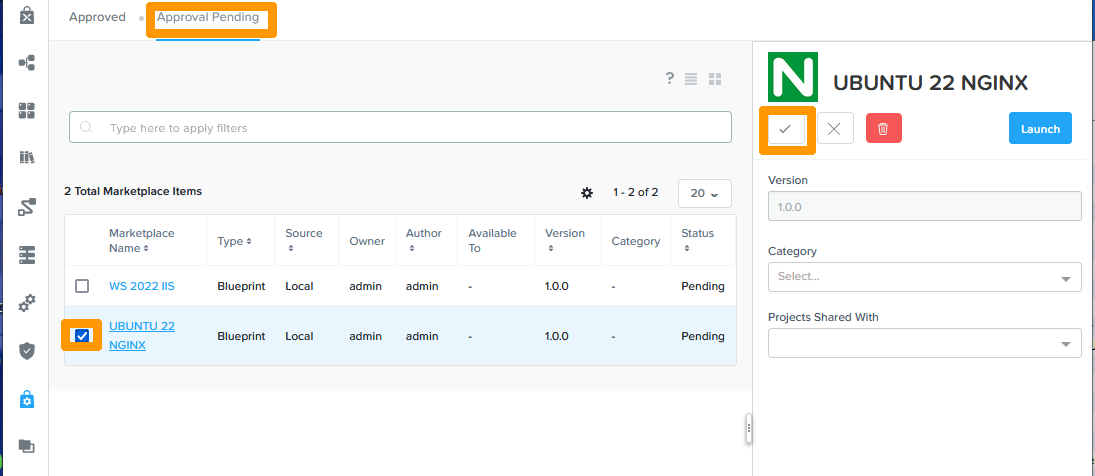 Approved
Approval Pending
?
Type here to apply filters
2 Total Marketplace Items
1 - 2 of 2
20
Marketplace Name
Type
Source
Owner
Author
Available To
Version
Category
Status
WS 2022 IIS
Blueprint
Local
admin
admin
-
1.0.0
-
Pending
UBUNTU 22
NGINX
Blueprint
Local
admin
admin
-
1.0.0
-
Pending
N
UBUNTU 22 NGINX
Launch
Version
1.0.0
Category
Select...
Projects Shared With